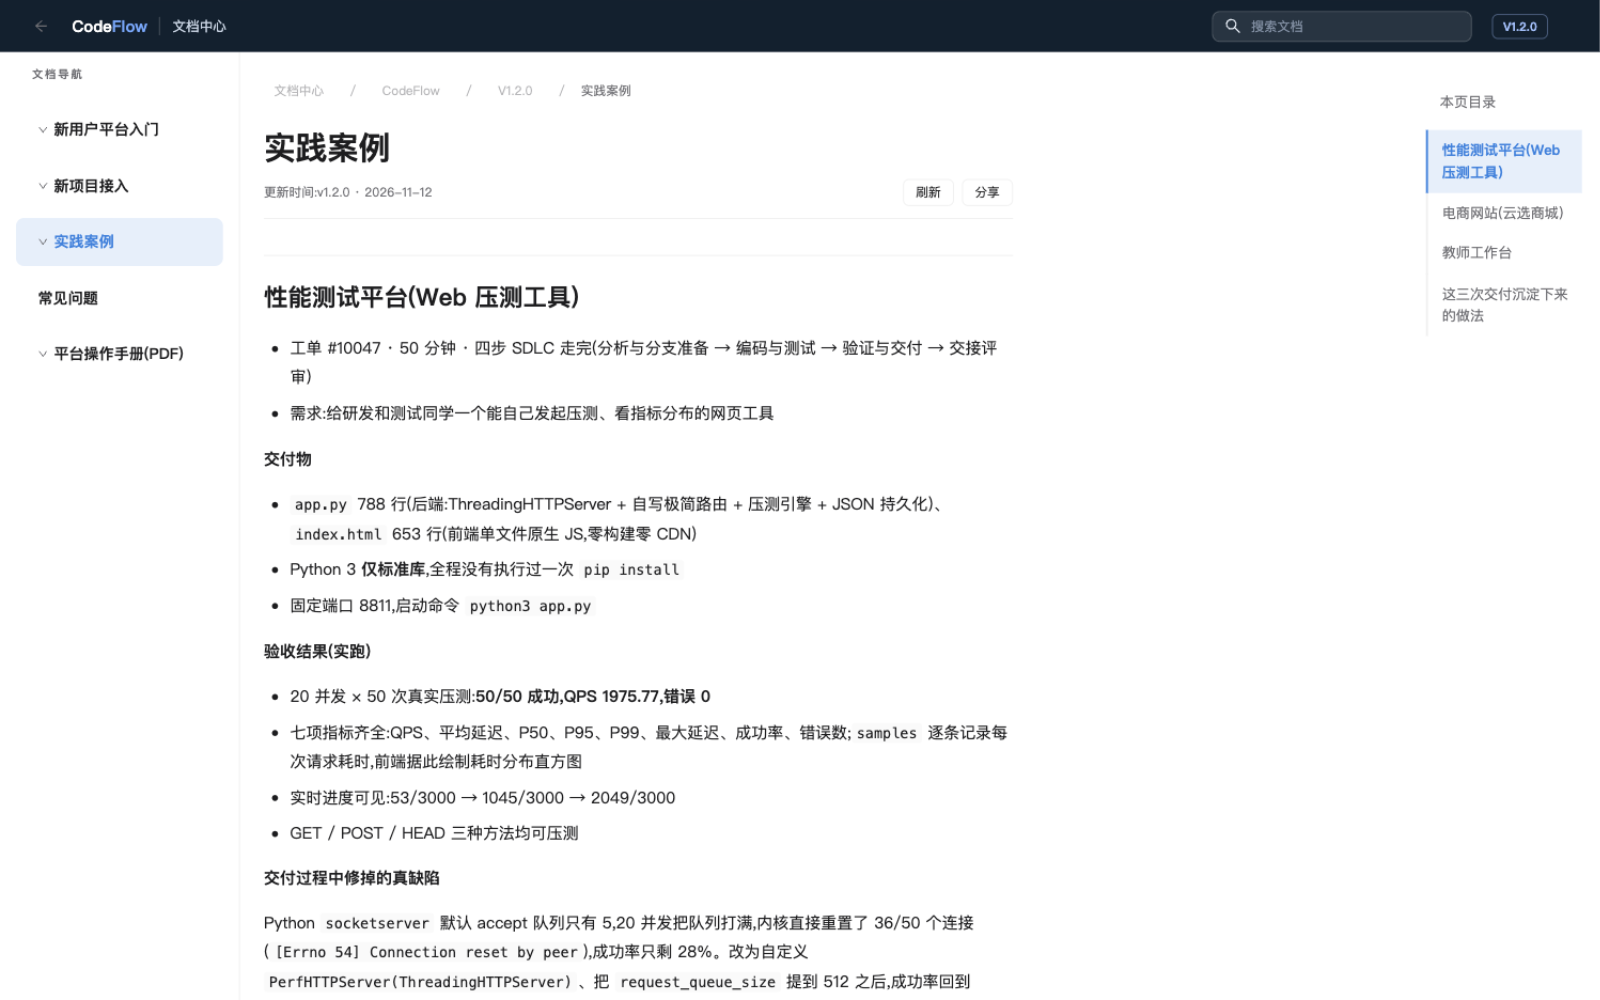 CodeFlow 文档中心
搜索文档
V1.2.0
文档导航
新用户平台入门
新项目接入
实践案例
常见问题
平台操作手册(PDF)
文档中心 / CodeFlow / V1.2.0 / 实践案例
实践案例
更新时间:v1.2.0 · 2026-11-12
刷新
分享
性能测试平台(Web 压测工具)
• 工单 #10047 · 50 分钟 · 四步 SDLC 走完(分析与分支准备 → 编码与测试 → 验证与交付 → 交接评
审)
• 需求:给研发和测试同学一个能自己发起压测、看指标分布的网页工具
交付物
• app.py 788 行(后端:ThreadingHTTPServer + 自写极简路由 + 压测引擎 + JSON 持久化)、
index.html 653 行(前端单文件原生 JS,零构建零 CDN)
• Python 3 仅标准库,全程没有执行过一次 pip install
• 固定端口 8811,启动命令 python3 app.py
验收结果(实跑)
• 20 并发 × 50 次真实压测:50/50 成功,QPS 1975.77,错误 0
• 七项指标齐全:QPS、平均延迟、P50、P95、P99、最大延迟、成功率、错误数; samples 逐条记录每
次请求耗时,前端据此绘制耗时分布直方图
• 实时进度可见:53/3000 → 1045/3000 → 2049/3000
• GET / POST / HEAD 三种方法均可压测
交付过程中修掉的真缺陷
Python socketserver 默认 accept 队列只有 5,20 并发把队列打满,内核直接重置了 36/50 个连接
( [Errno 54] Connection reset by peer ),成功率只剩 28%。改为自定义
PerfHTTPServer(ThreadingHTTPServer) 、把 request_queue_size 提到 512 之后,成功率回到
本页目录
性能测试平台(Web
压测工具)
电商网站(云选商城)
教师工作台
这三次交付沉淀下来
的做法